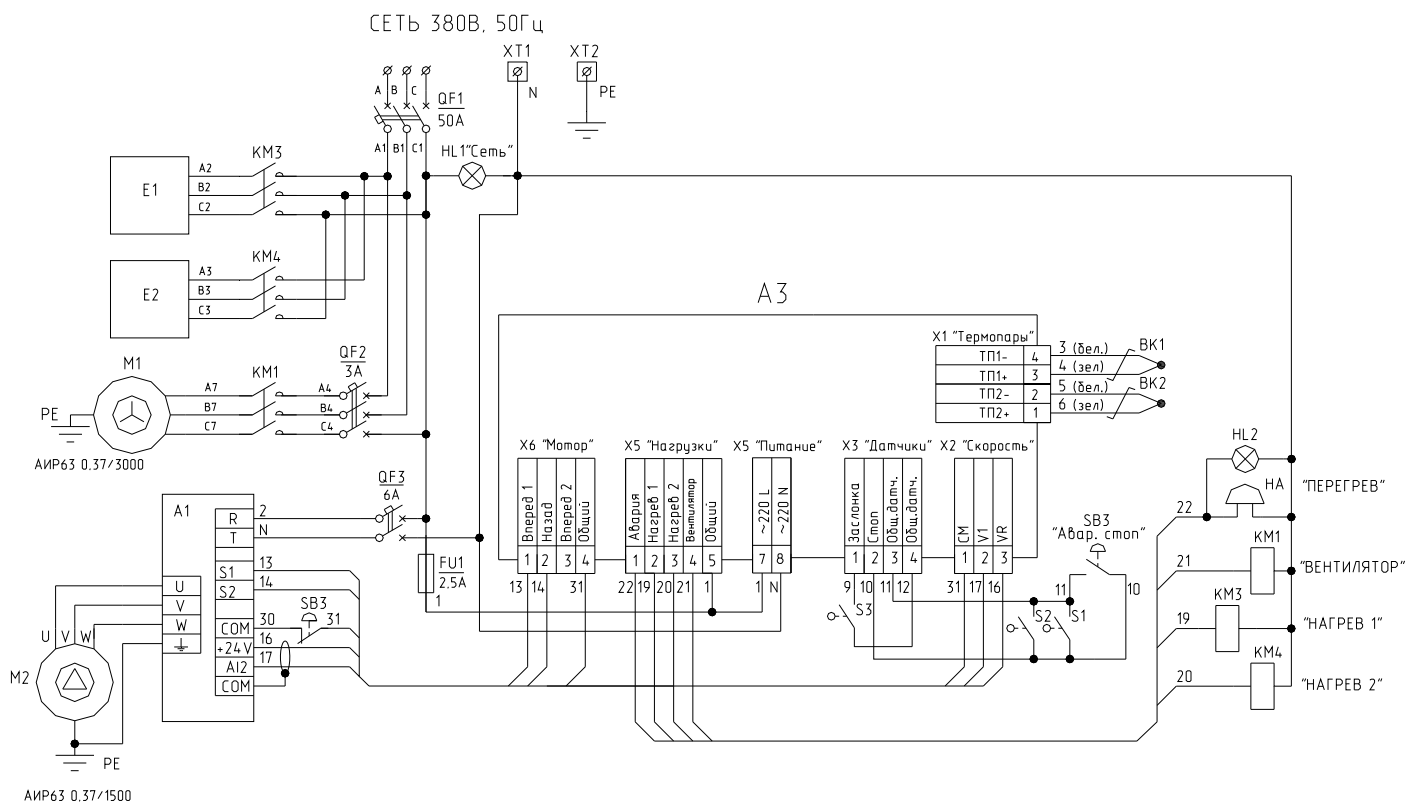 СЕТЬ 380В, 50Гц
XT1
XT2
N
PE
A
B
C
QF1
50A
A1
B1
C1
HL1"Сеть"
E1
A2
B2
C2
KM3
E2
A3
B3
C3
KM4
A3
M1
PE
A7
B7
C7
KM1
A4
B4
C4
QF2
3A
АИР63 0,37/3000
X1 "Термопары"
ТП1- 4
ТП1+ 3
ТП2- 2
ТП2+ 1
3 (бел.)
4 (зел)
5 (бел.)
6 (зел)
BK1
BK2
X6 "Мотор"
Вперед 1
Назад
Вперед 2
Общий
1 2 3 4
13 14 31
X5 "Нагрузки"
Авария
Нагрев 1
Нагрев 2
Вентилятор
Общий
1 2 3 4 5
22 19 20 21 1
X5 "Питание"
~220 L
~220 N
7 8
1 N
X3 "Датчики"
Заслонка
Стоп
Общ.датч.
Общ.датч.
1 2 3 4
9 10 11 12
X2 "Скорость"
CM
V1
VR
1 2 3
31 17 16
S3
S2
S1
SB3
"Авар. стоп"
11
10
QF3
6A
FU1
2,5A
1
A1
R 2
T N
S1 13
S2 14
COM 30
+24V 16
AI2 17
COM
SB3
31
U
V
W
U V W
M2
PE
АИР63 0,37/1500
HL2
HA
"ПЕРЕГРЕВ"
22
KM1
21
"ВЕНТИЛЯТОР"
KM3
19
"НАГРЕВ 1"
KM4
20
"НАГРЕВ 2"